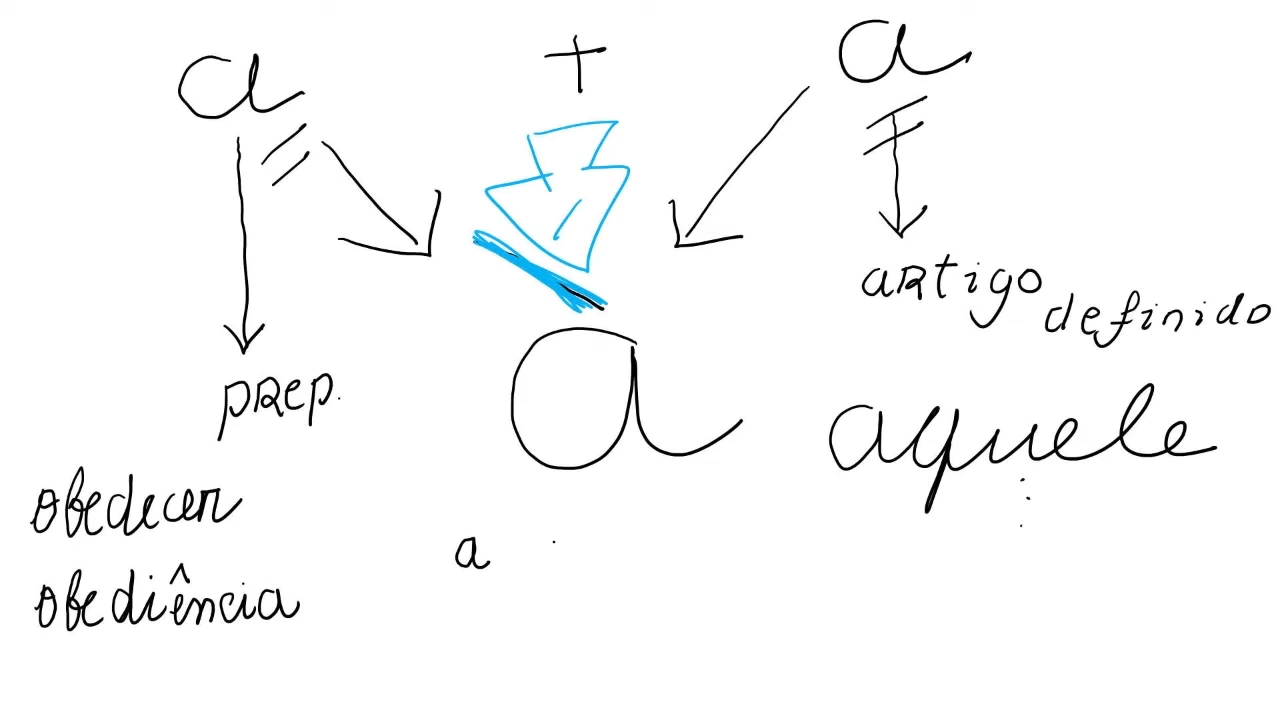 a + a
artigo definido
prep.
a
aquele
obedecer
obediência
a